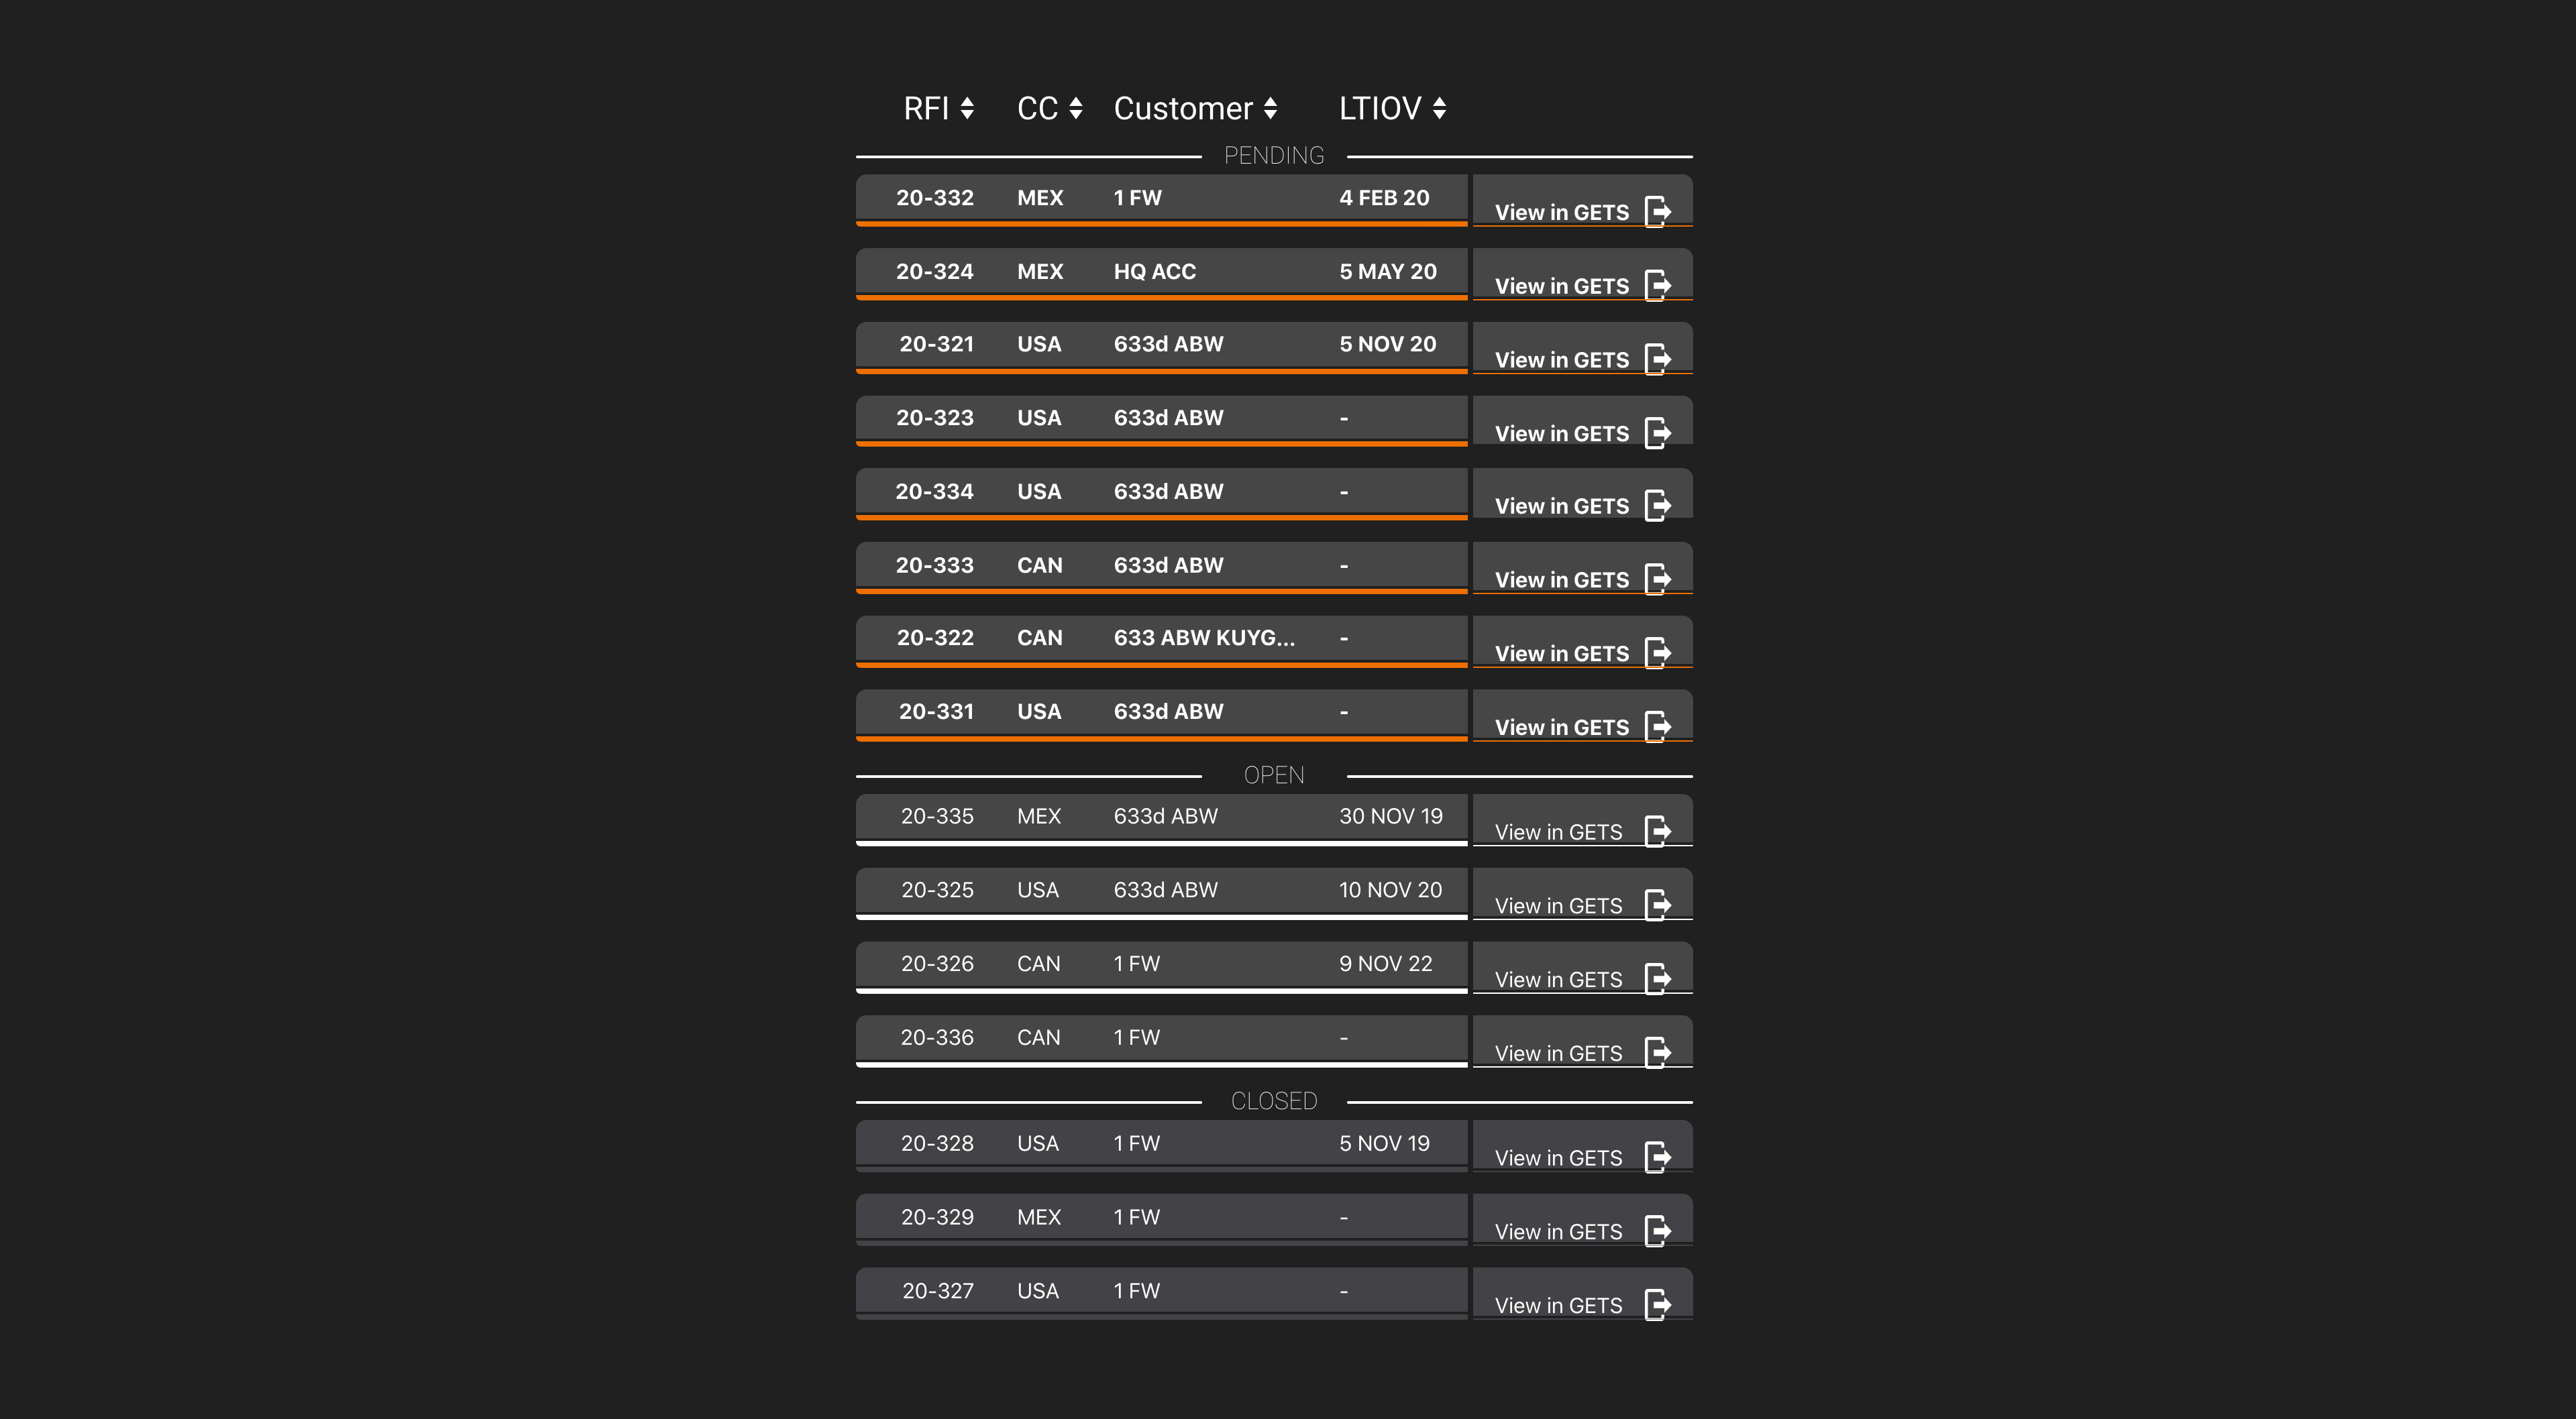 RFI CC Customer LTIOV
PENDING
20-332 MEX 1 FW 4 FEB 20 View in GETS
20-324 MEX HQ ACC 5 MAY 20 View in GETS
20-321 USA 633d ABW 5 NOV 20 View in GETS
20-323 USA 633d ABW - View in GETS
20-334 USA 633d ABW - View in GETS
20-333 CAN 633d ABW - View in GETS
20-322 CAN 633 ABW KUYG... - View in GETS
20-331 USA 633d ABW - View in GETS
OPEN
20-335 MEX 633d ABW 30 NOV 19 View in GETS
20-325 USA 633d ABW 10 NOV 20 View in GETS
20-326 CAN 1 FW 9 NOV 22 View in GETS
20-336 CAN 1 FW - View in GETS
CLOSED
20-328 USA 1 FW 5 NOV 19 View in GETS
20-329 MEX 1 FW - View in GETS
20-327 USA 1 FW - View in GETS